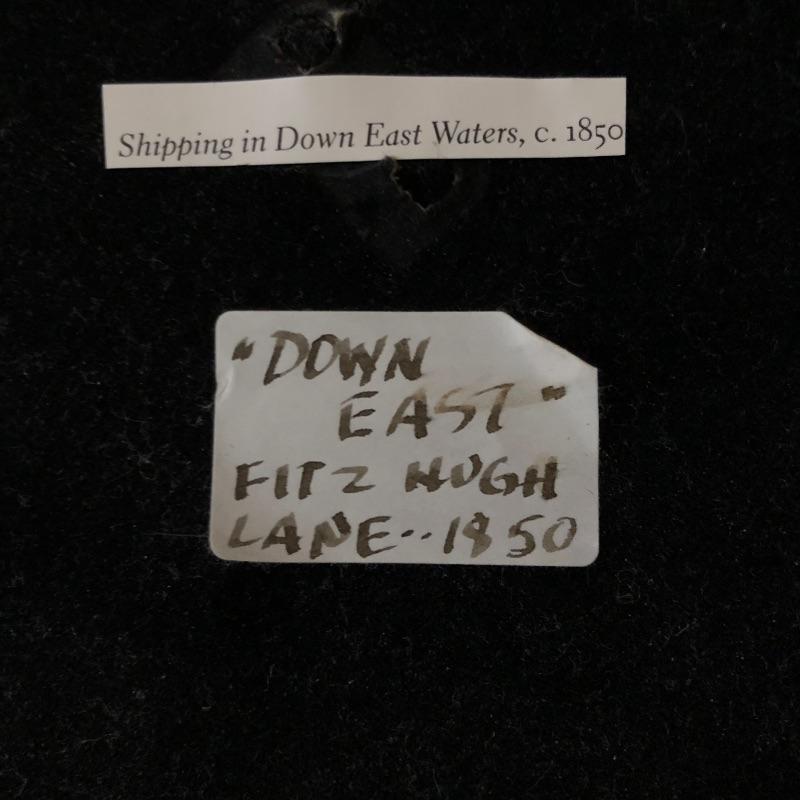 Shipping in Down East Waters, c. 1850
"DOWN
EAST"
FITZ HUGH
LANE..1850